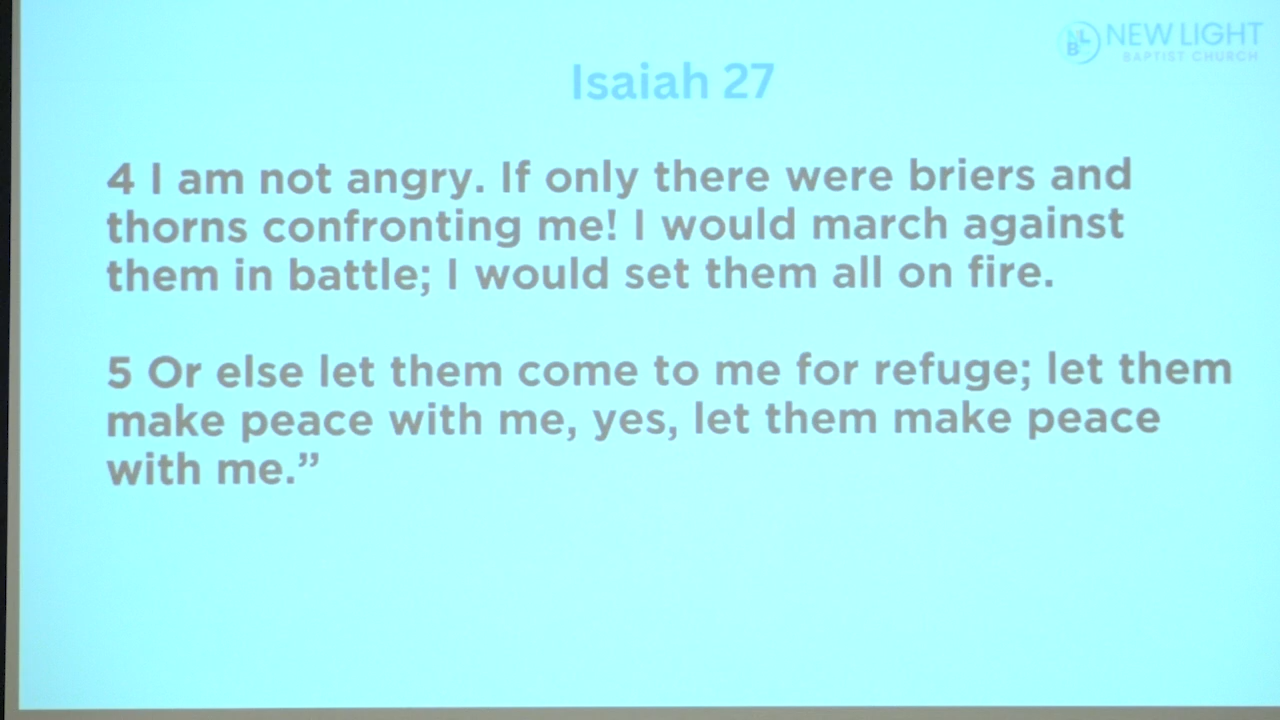 NEW LIGHT
BAPTIST CHURCH
Isaiah 27
4 I am not angry. If only there were briers and
thorns confronting me! I would march against
them in battle; I would set them all on fire.
5 Or else let them come to me for refuge; let them
make peace with me, yes, let them make peace
with me.”